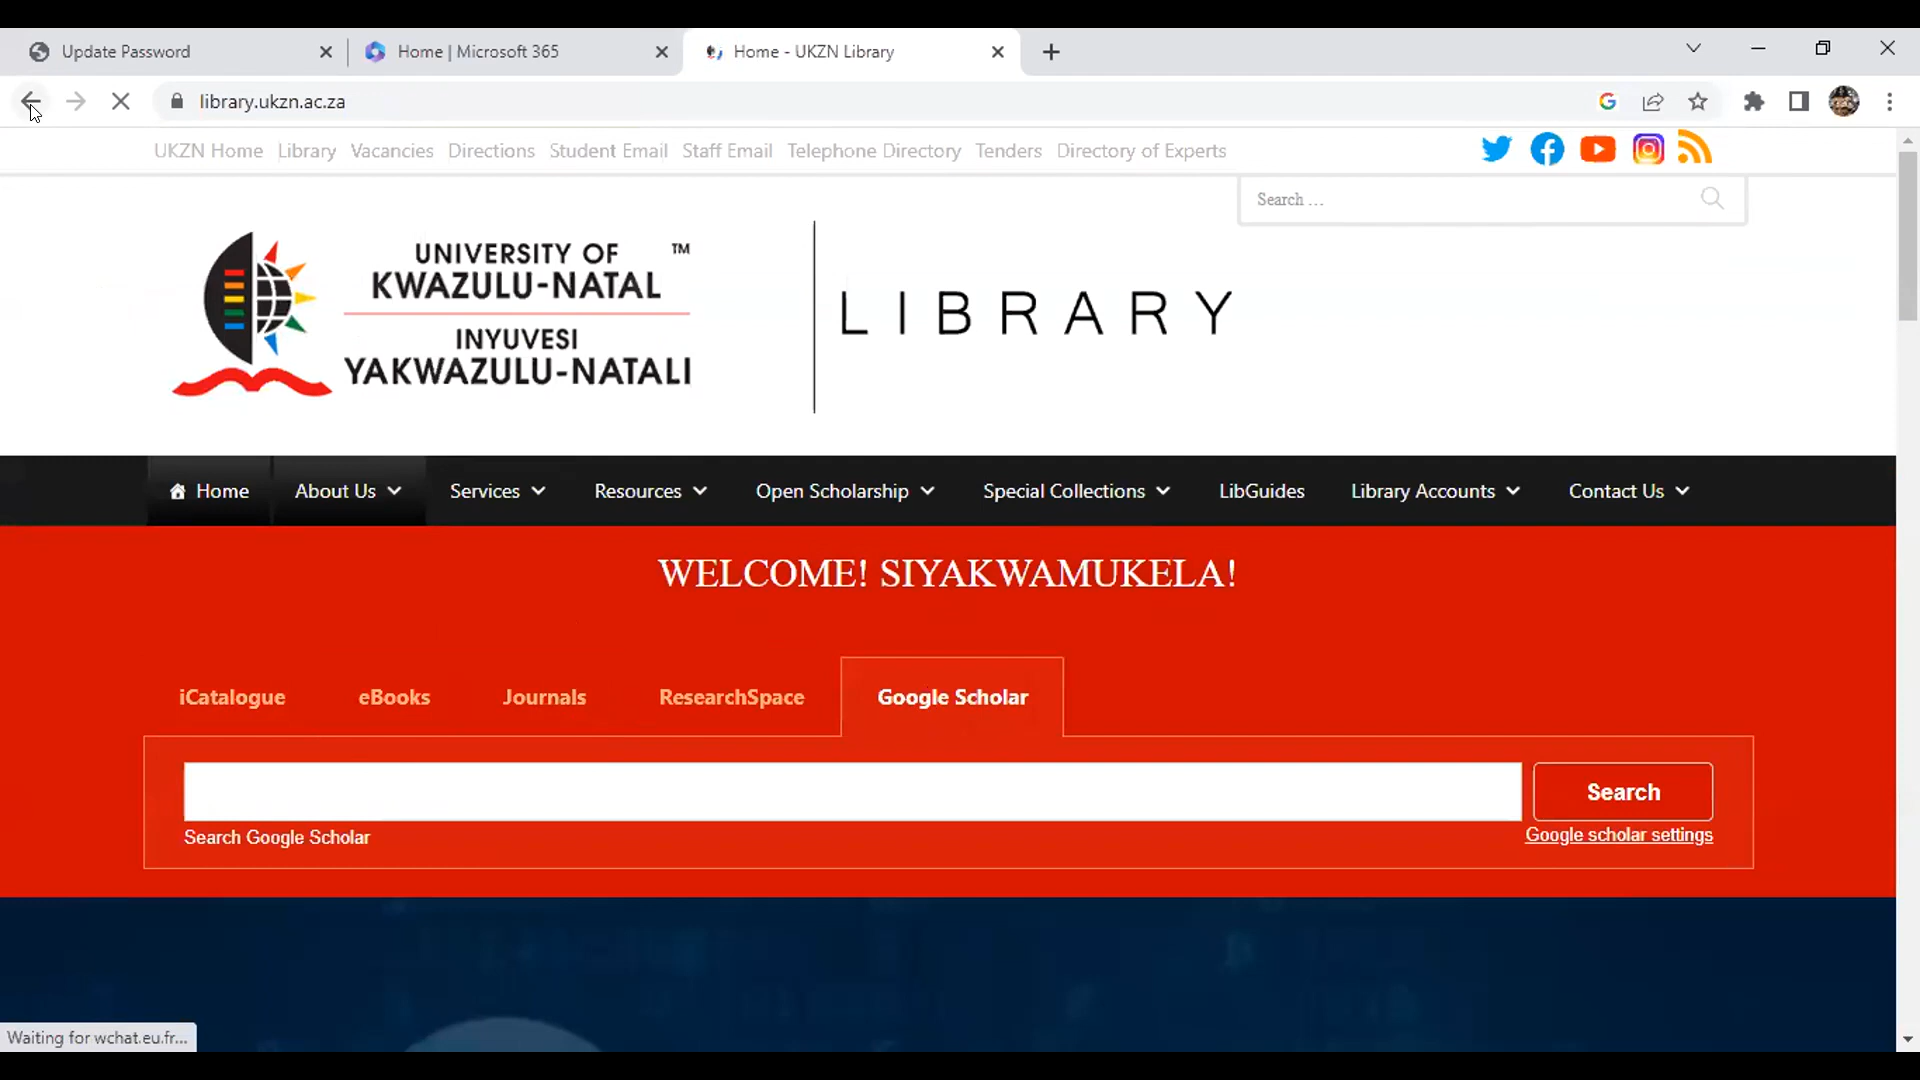 Update Password
Home | Microsoft 365
Home - UKZN Library
library.ukzn.ac.za
UKZN Home Library Vacancies Directions Student Email Staff Email Telephone Directory Tenders Directory of Experts
Search ...
UNIVERSITY OF ™
KWAZULU-NATAL
INYUVESI
YAKWAZULU-NATALI
LIBRARY
Home About Us Services Resources Open Scholarship Special Collections LibGuides Library Accounts Contact Us
WELCOME! SIYAKWAMUKELA!
iCatalogue eBooks Journals ResearchSpace Google Scholar
Search
Search Google Scholar
Google scholar settings
Waiting for wchat.eu.fr...